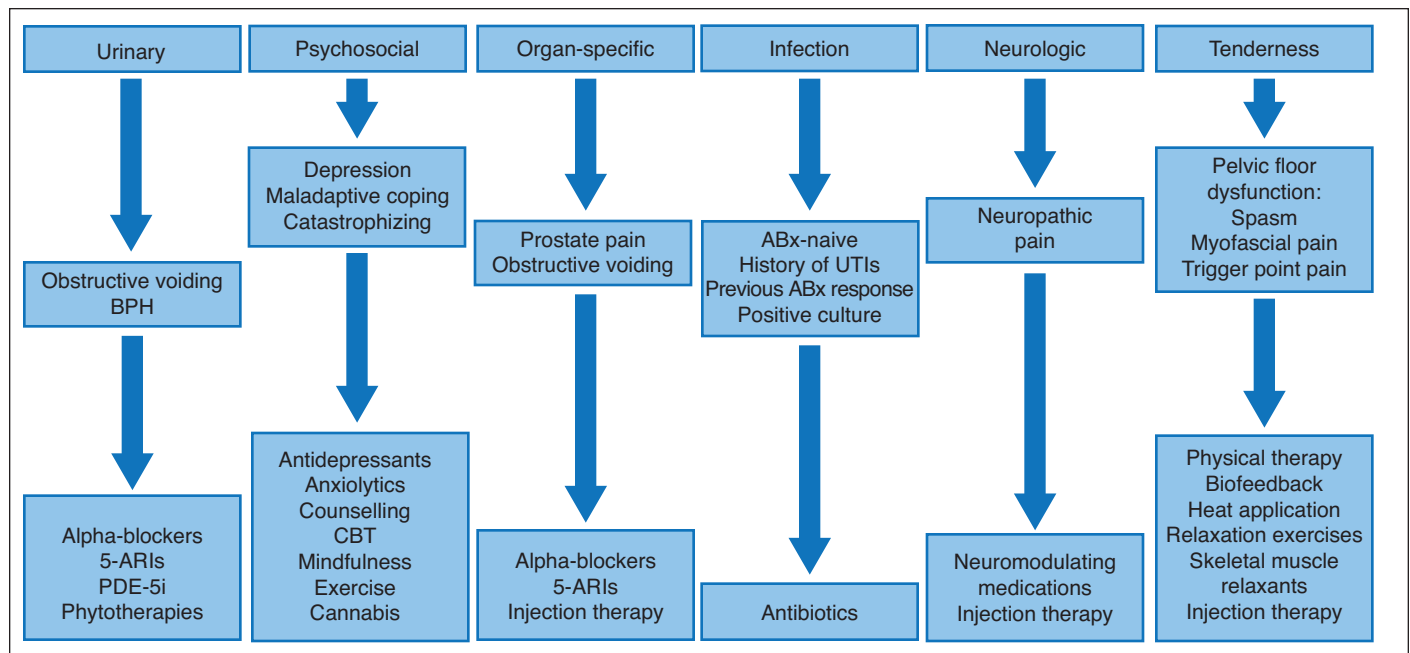 Urinary
Psychosocial
Organ-specific
Infection
Neurologic
Tenderness
Obstructive voiding
BPH
Depression
Maladaptive coping
Catastrophizing
Prostate pain
Obstructive voiding
ABx-naive
History of UTIs
Previous ABx response
Positive culture
Neuropathic
pain
Pelvic floor
dysfunction:
Spasm
Myofascial pain
Trigger point pain
Alpha-blockers
5-ARIs
PDE-5i
Phytotherapies
Antidepressants
Anxiolytics
Counselling
CBT
Mindfulness
Exercise
Cannabis
Alpha-blockers
5-ARIs
Injection therapy
Antibiotics
Neuromodulating
medications
Injection therapy
Physical therapy
Biofeedback
Heat application
Relaxation exercises
Skeletal muscle
relaxants
Injection therapy